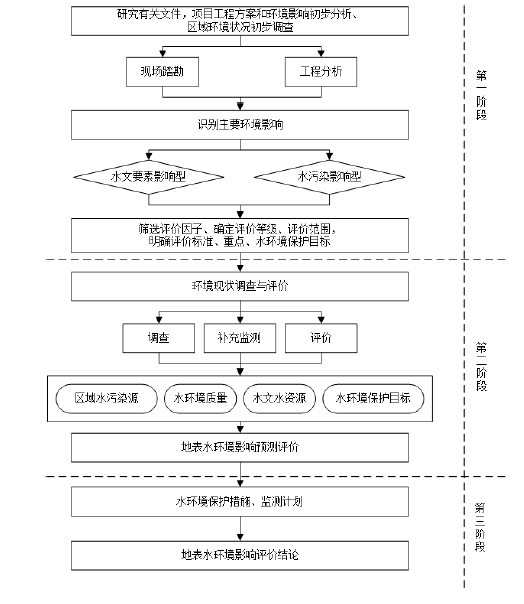 研究有关文件，项目工程方案和环境影响初步分析、
区域环境状况初步调查
现场踏勘
工程分析
识别主要环境影响
水文要素影响型
水污染影响型
筛选评价因子、确定评价等级、评价范围，
明确评价标准、重点、水环境保护目标
第一阶段
环境现状调查与评价
调查
补充监测
评价
区域水污染源
水环境质量
水文水资源
水环境保护目标
地表水环境影响预测评价
第二阶段
水环境保护措施、监测计划
地表水环境影响评价结论
第三阶段